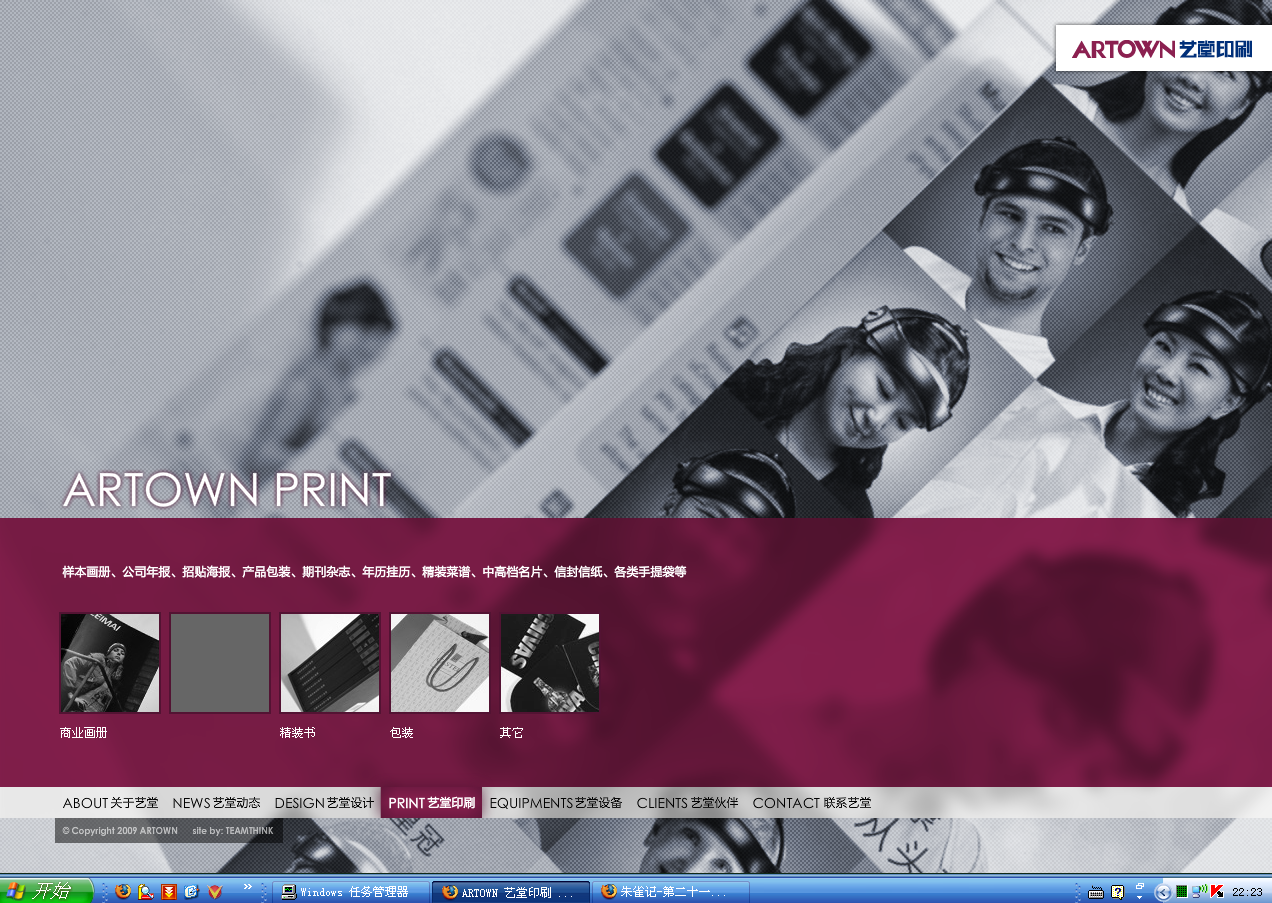 ARTOWN 艺堂印刷
ARTOWN PRINT
样本画册、公司年报、招贴海报、产品包装、期刊杂志、年历挂历、精装菜谱、中高档名片、信封信纸、各类手提袋等
商业画册 精装书 包装 其它
ABOUT 关于艺堂 NEWS 艺堂动态 DESIGN 艺堂设计 PRINT 艺堂印刷 EQUIPMENTS 艺堂设备 CLIENTS 艺堂伙伴 CONTACT 联系艺堂
© Copyright 2009 ARTOWN site by: TEAMTHINK
开始 Windows 任务管理器 ARTOWN 艺堂印刷 ... 朱雀记-第二十一... 22:23